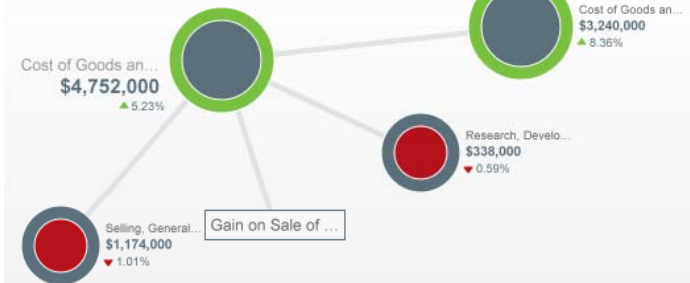 Cost of Goods an...
$3,240,000
8.36%
Cost of Goods an...
$4,752,000
5.23%
Research, Develo...
$338,000
0.59%
Selling, General...
$1,174,000
1.01%
Gain on Sale of ...